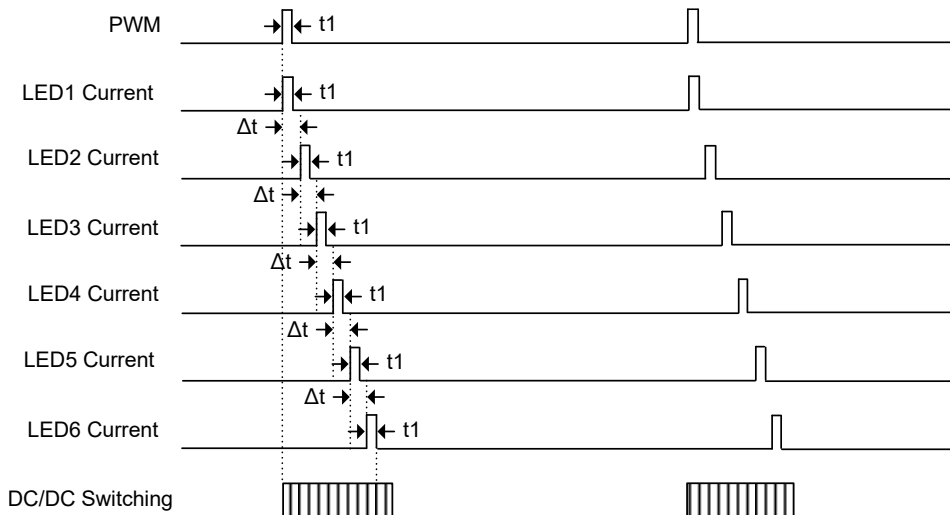 PWM
t1
LED1 Current
t1
Δt
LED2 Current
t1
Δt
LED3 Current
t1
Δt
LED4 Current
t1
Δt
LED5 Current
t1
Δt
LED6 Current
t1
DC/DC Switching